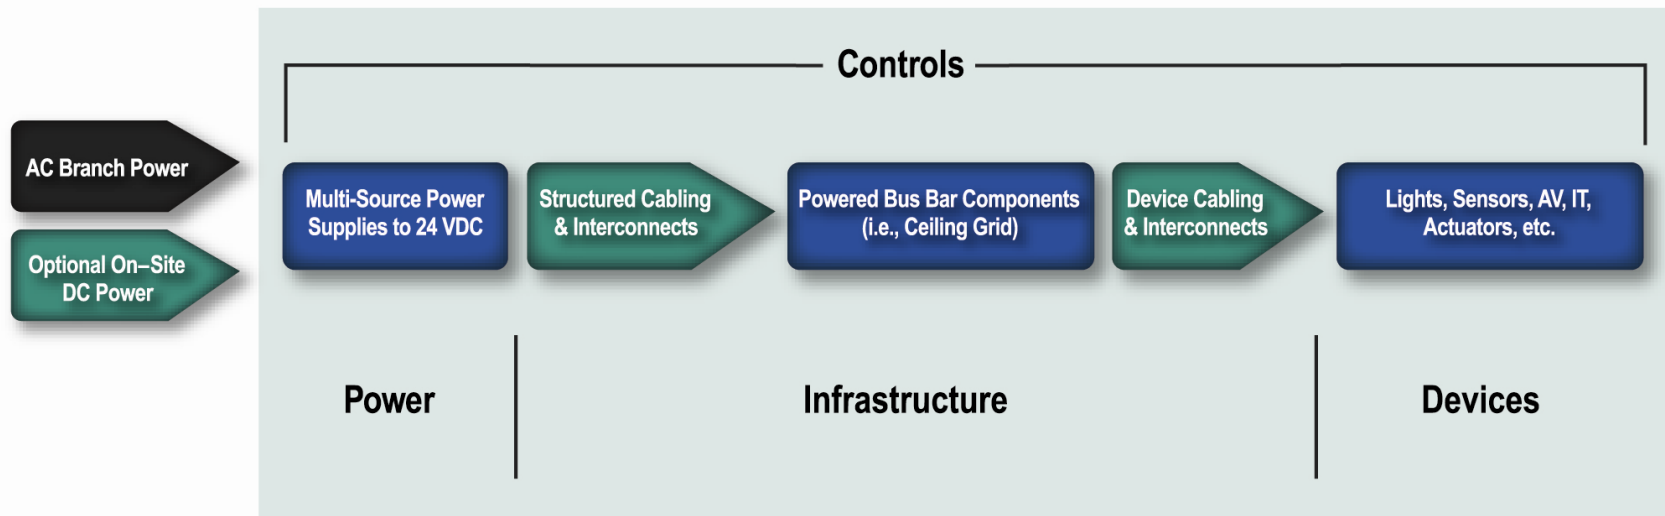 Controls
AC Branch Power
Optional On–Site
DC Power
Multi-Source Power
Supplies to 24 VDC
Structured Cabling
& Interconnects
Powered Bus Bar Components
(i.e., Ceiling Grid)
Device Cabling
& Interconnects
Lights, Sensors, AV, IT,
Actuators, etc.
Power
Infrastructure
Devices